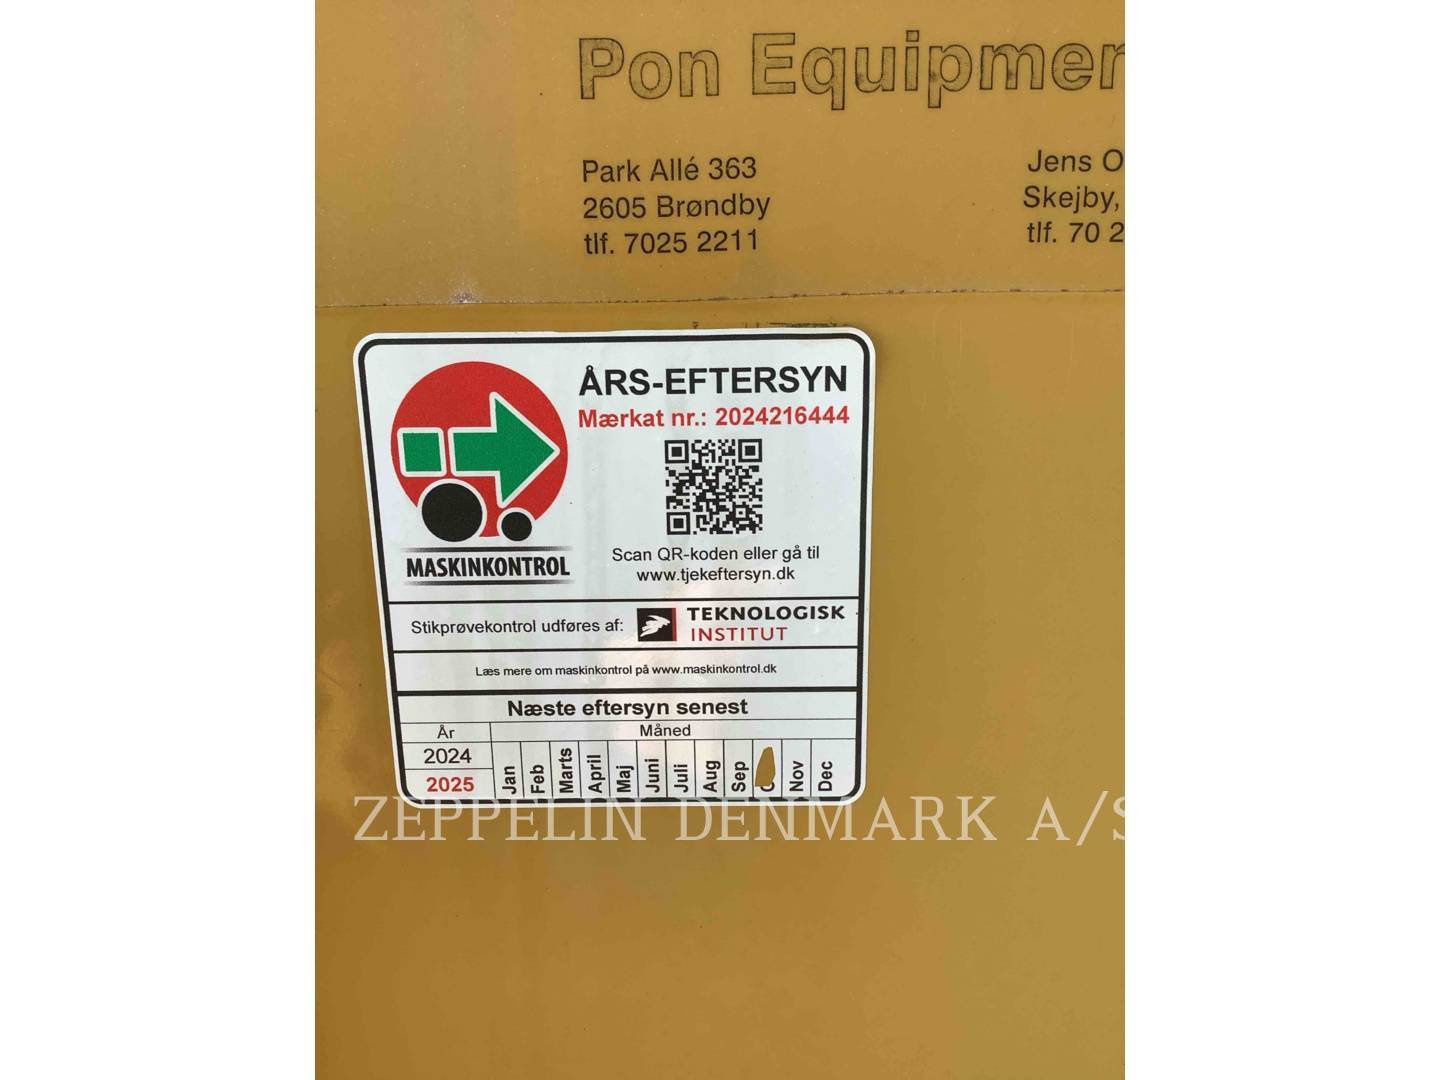 Pon Equipmen
Park Allé 363
2605 Brøndby
tlf. 7025 2211
Jens O
Skejby,
tlf. 70 2
ÅRS-EFTERSYN
Mærkat nr.: 2024216444
Scan QR-koden eller gå til
www.tjekeftersyn.dk
MASKINKONTROL
Stikprøvekontrol udføres af: TEKNOLOGISK INSTITUT
Læs mere om maskinkontrol på www.maskinkontrol.dk
Næste eftersyn senest
År Måned
2024
2025
Jan Feb Marts April Maj Juni Juli Aug Sep Nov Dec
ZEPPELIN DENMARK A/S